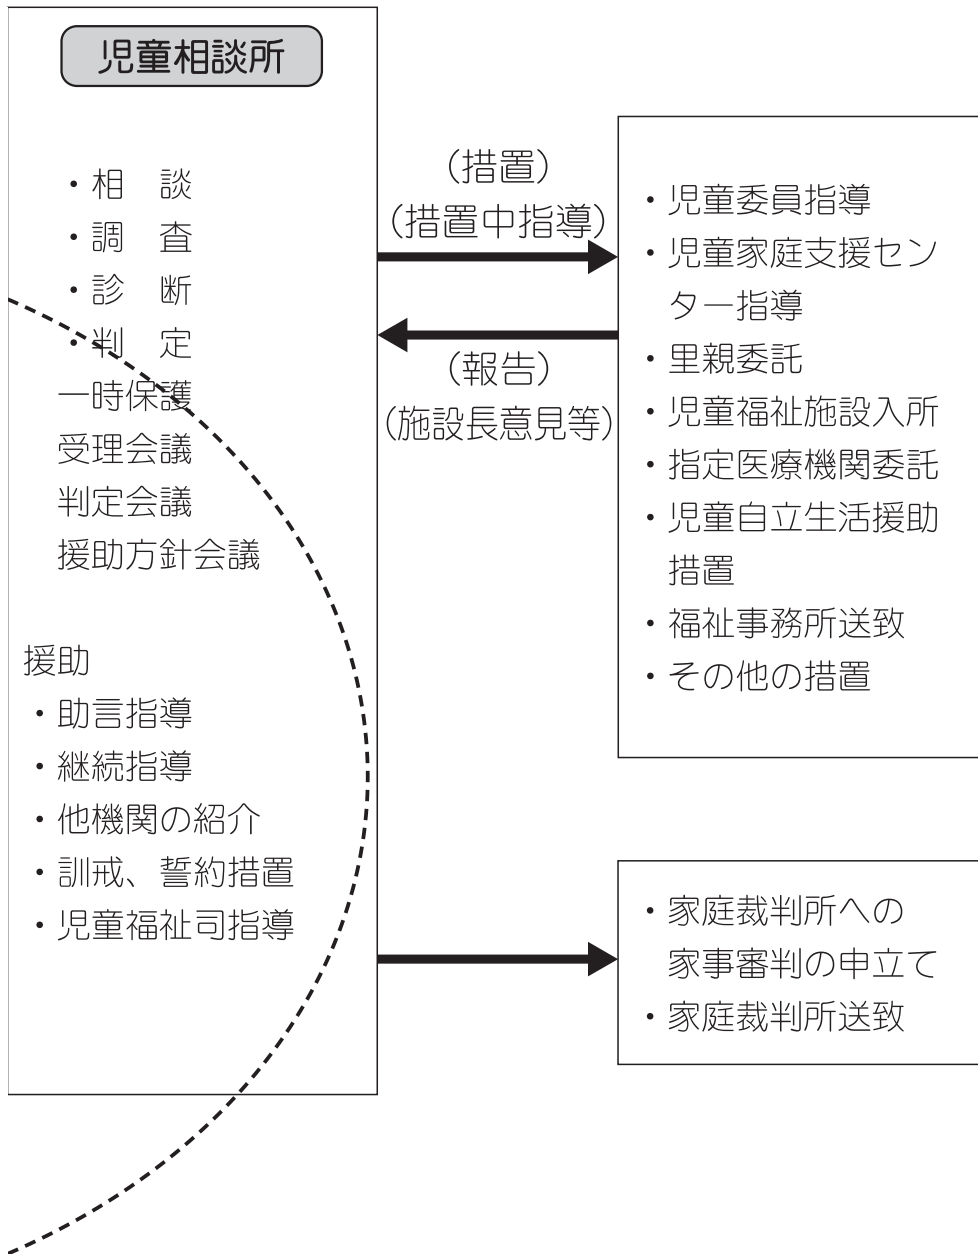 児童相談所
・相　談
・調　査
・診　断
・判　定
一時保護
受理会議
判定会議
援助方針会議
援助
・助言指導
・継続指導
・他機関の紹介
・訓戒、誓約措置
・児童福祉司指導
(措置)
(措置中指導)
(報告)
(施設長意見等)
・児童委員指導
・児童家庭支援セン
ター指導
・里親委託
・児童福祉施設入所
・指定医療機関委託
・児童自立生活援助
措置
・福祉事務所送致
・その他の措置
・家庭裁判所への
家事審判の申立て
・家庭裁判所送致